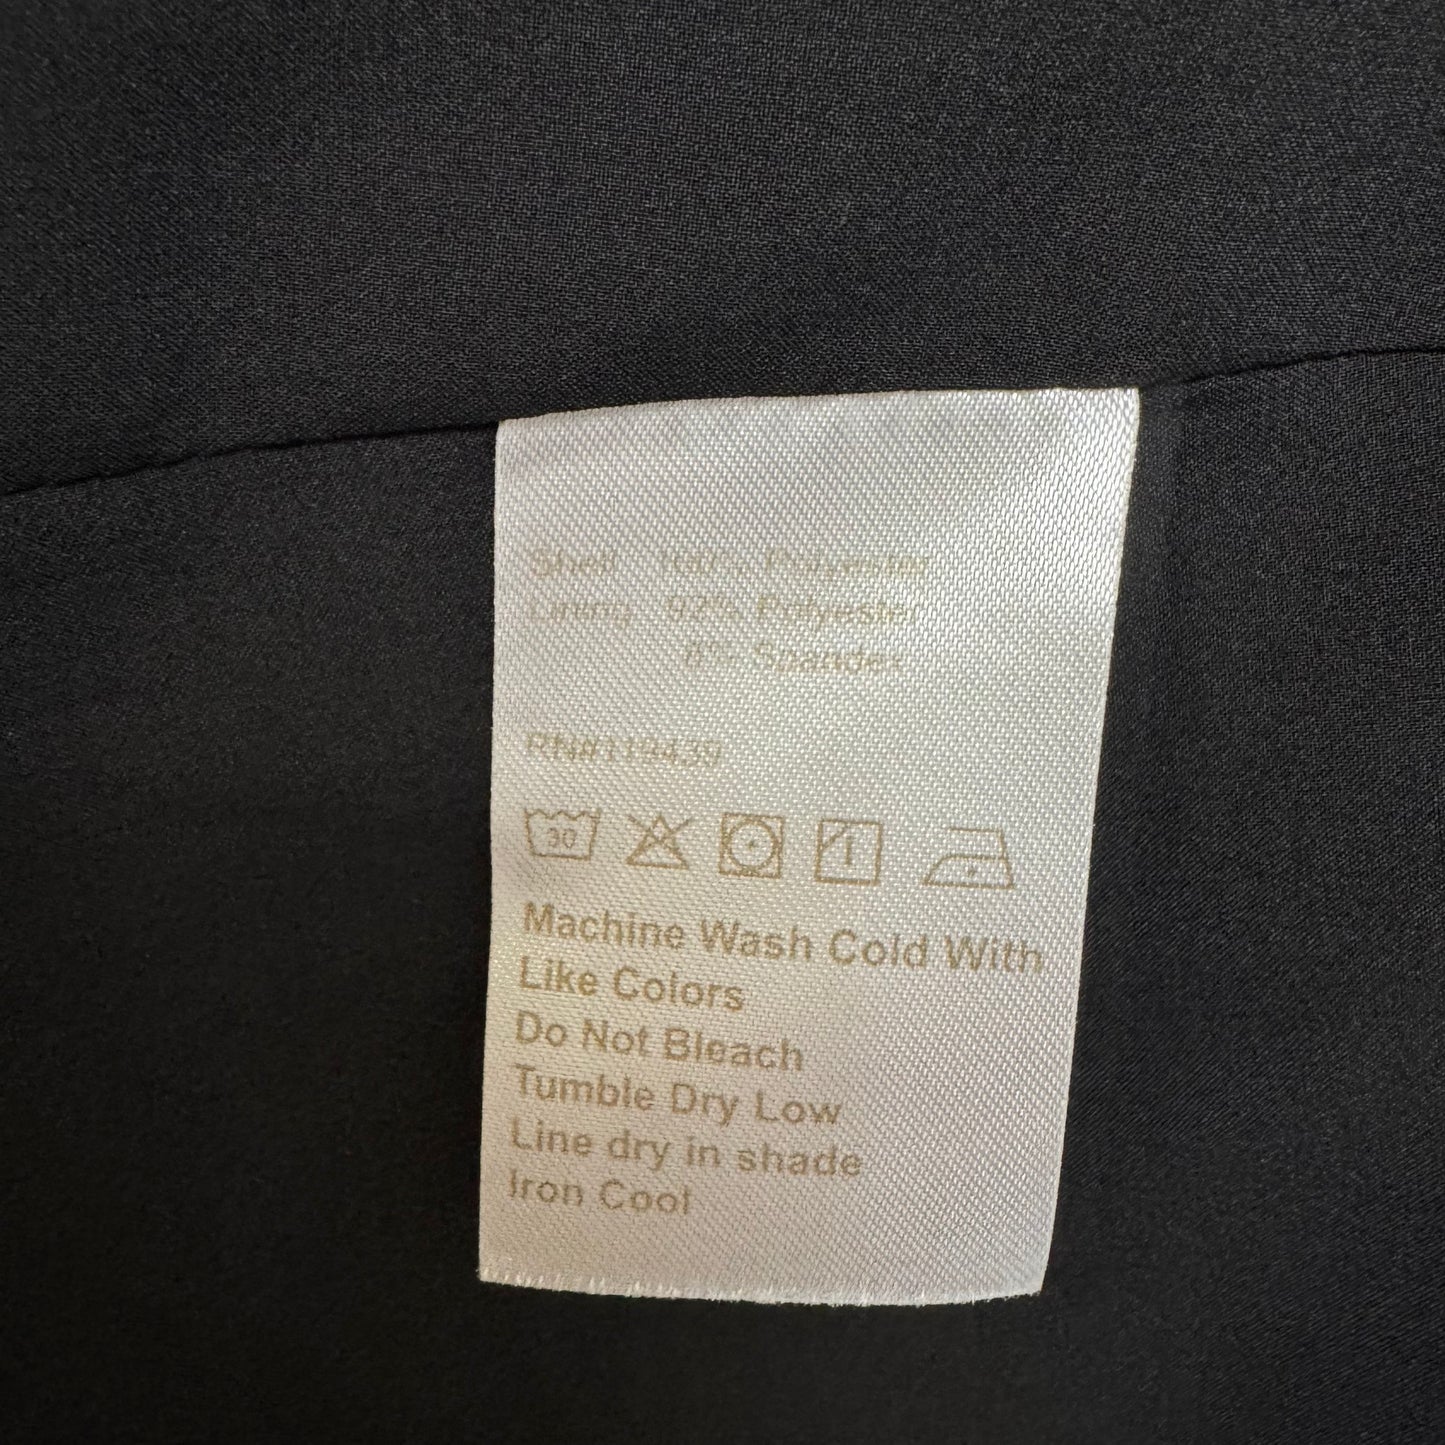 Shell 100% Polyester
Lining 92% Polyester
8% Spandex
RN#119439
30
Machine Wash Cold With
Like Colors
Do Not Bleach
Tumble Dry Low
Line dry in shade
Iron Cool